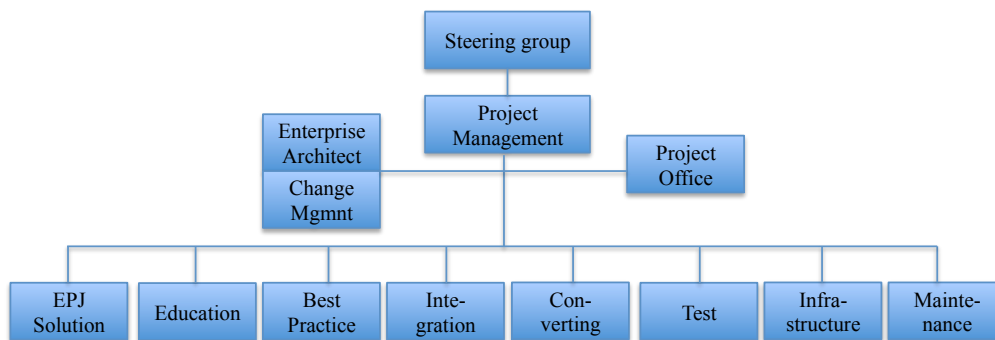 Steering group
Project
Management
Enterprise
Architect
Change
Mgmnt
Project
Office
EPJ
Solution
Education
Best
Practice
Inte-
gration
Con-
verting
Test
Infra-
structure
Mainte-
nance